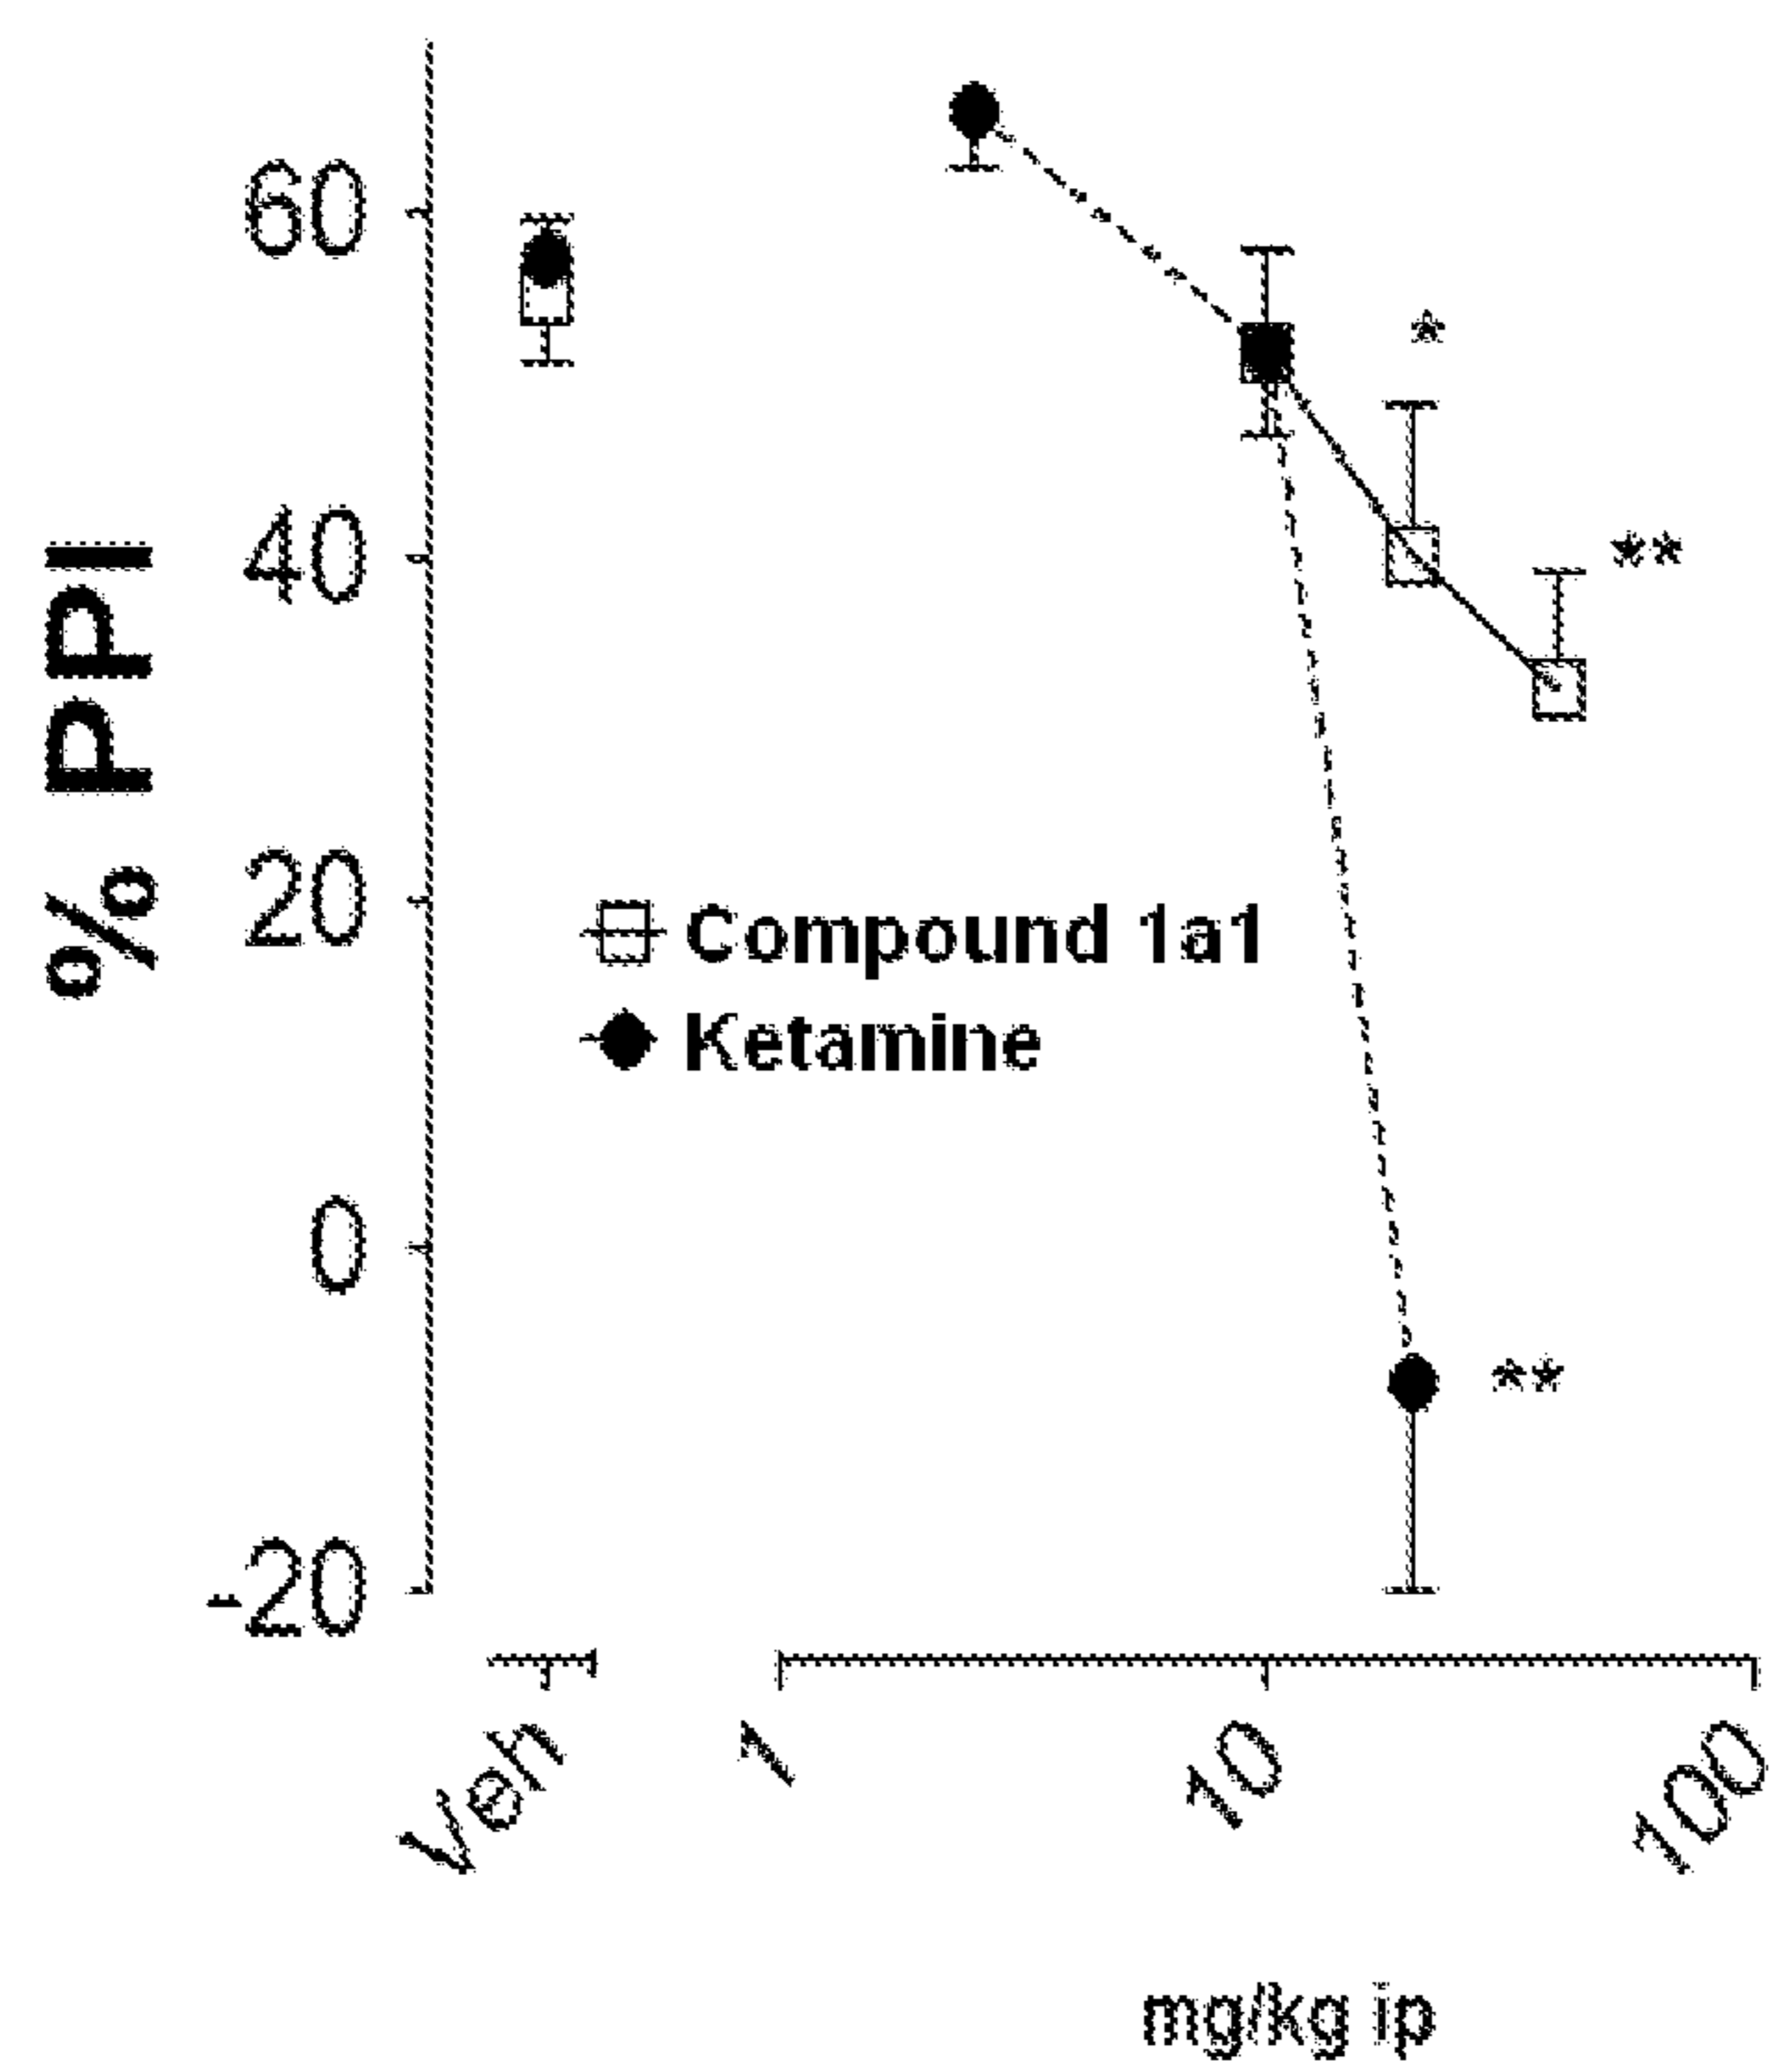 % PPI
60
40
20
0
-20
*
**
**
Compound 1a1
Ketamine
Veh
1
10
100
mg/kg ip